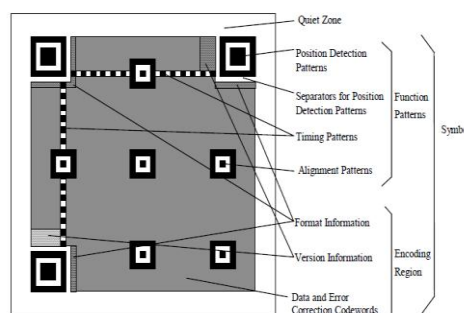 Quiet Zone
Position Detection
Patterns
Separators for Position
Detection Patterns
Function
Patterns
Symbo
Timing Patterns
Alignment Patterns
Format Information
Version Information
Encoding
Region
Data and Error
Correction Codewords